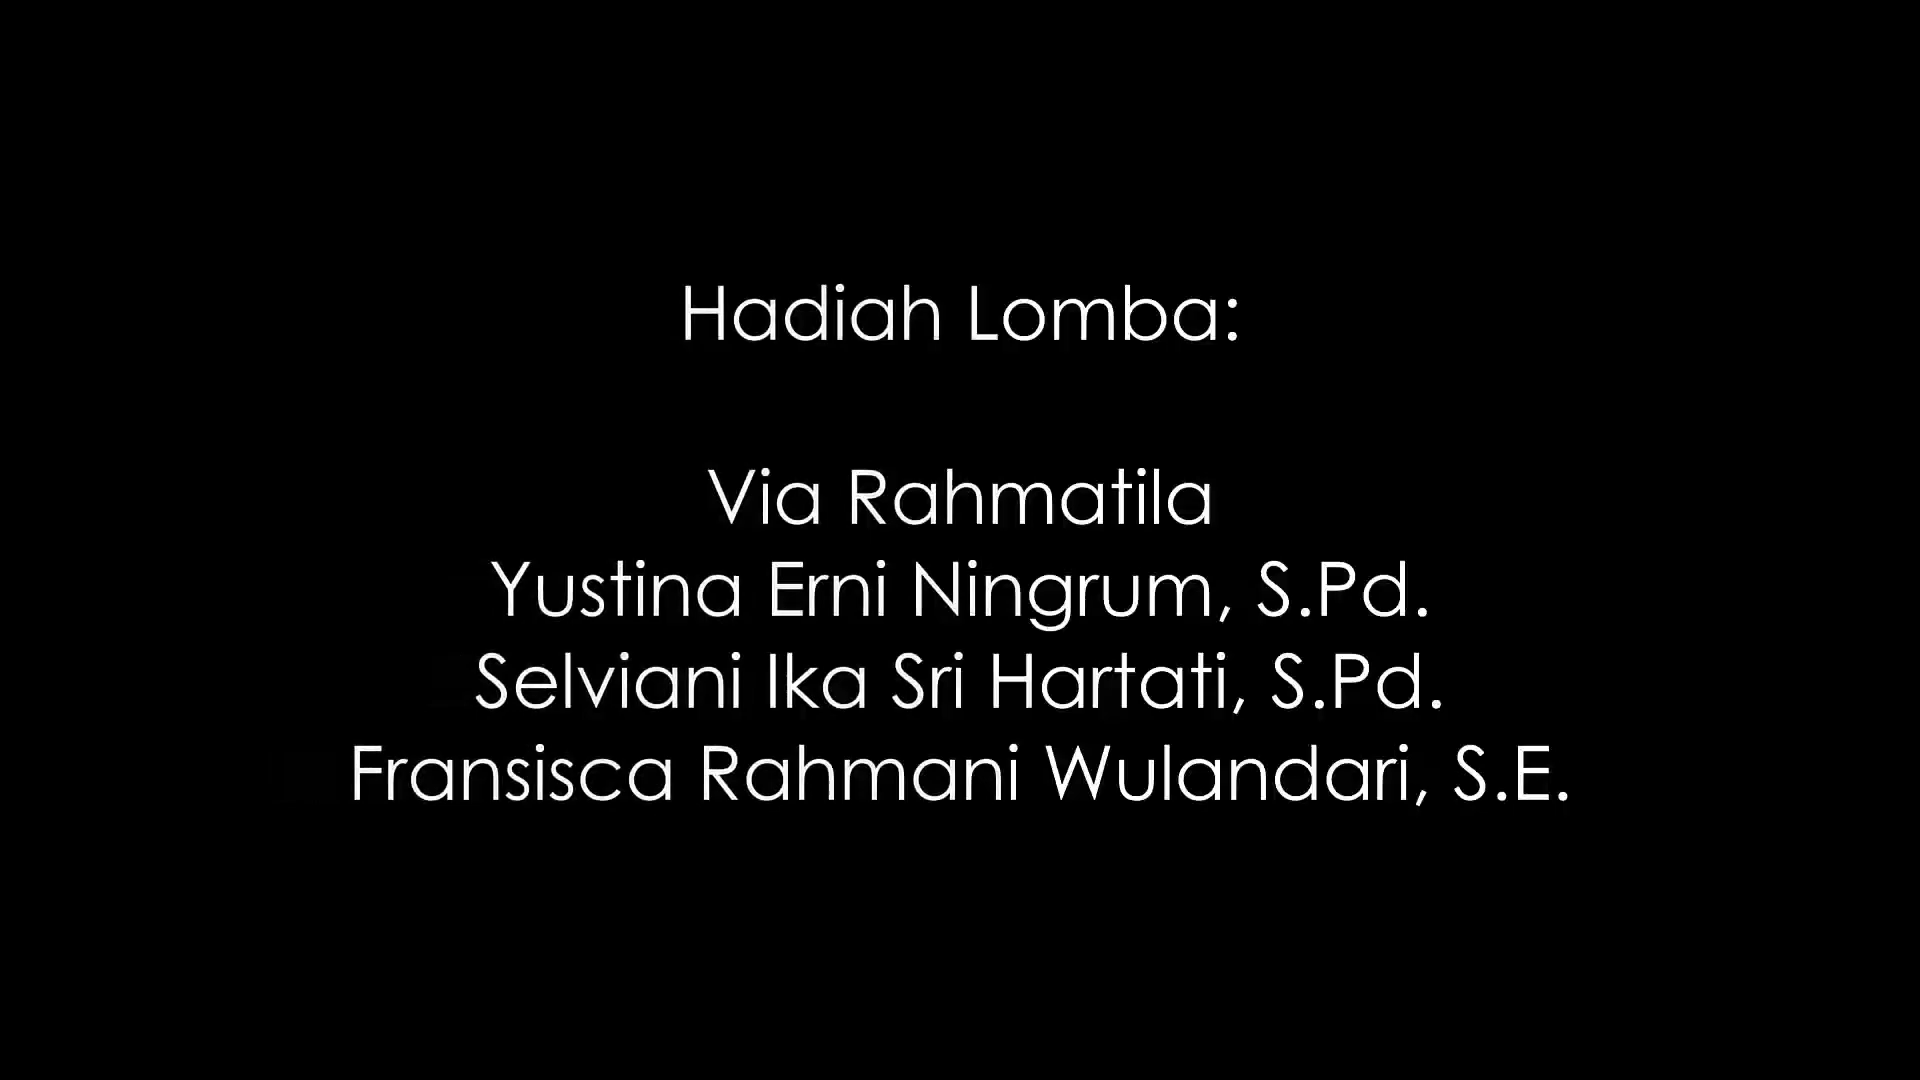 Hadiah Lomba:
Via Rahmatila
Yustina Erni Ningrum, S.Pd.
Selviani Ika Sri Hartati, S.Pd.
Fransisca Rahmani Wulandari, S.E.